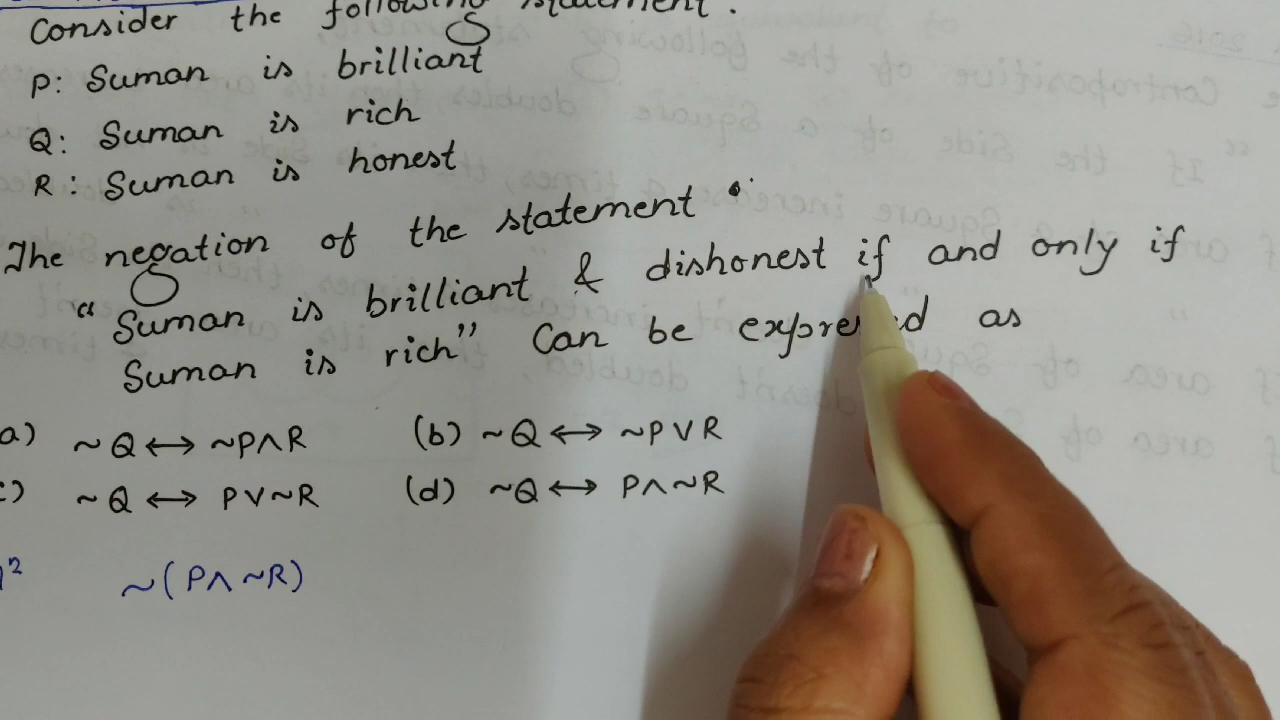 Consider the following statement.
P: Suman is brilliant
Q: Suman is rich
R: Suman is honest
The negation of the statement
"Suman is brilliant & dishonest if and only if
Suman is rich" Can be as
a) ~Q ↔ ~P∧R (b) ~Q ↔ ~P∨R
c) ~Q ↔ P∨~R (d) ~Q ↔ P∧~R
~(P∧~R)